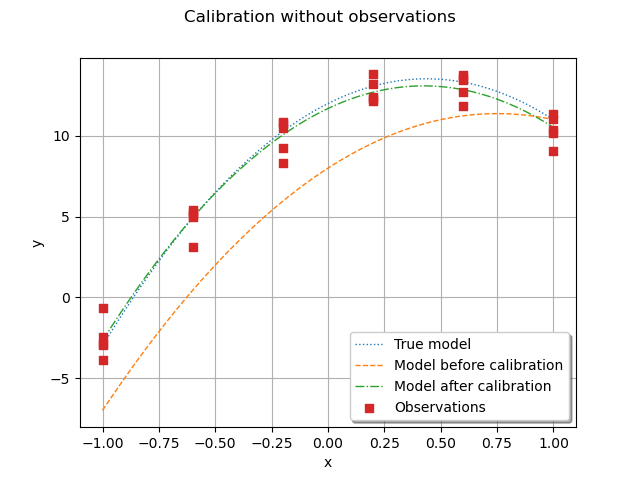 Calibration without observations
y
10
5
0
−5
True model
Model before calibration
Model after calibration
Observations
−1.00 −0.75 −0.50 −0.25 0.00 0.25 0.50 0.75 1.00
x